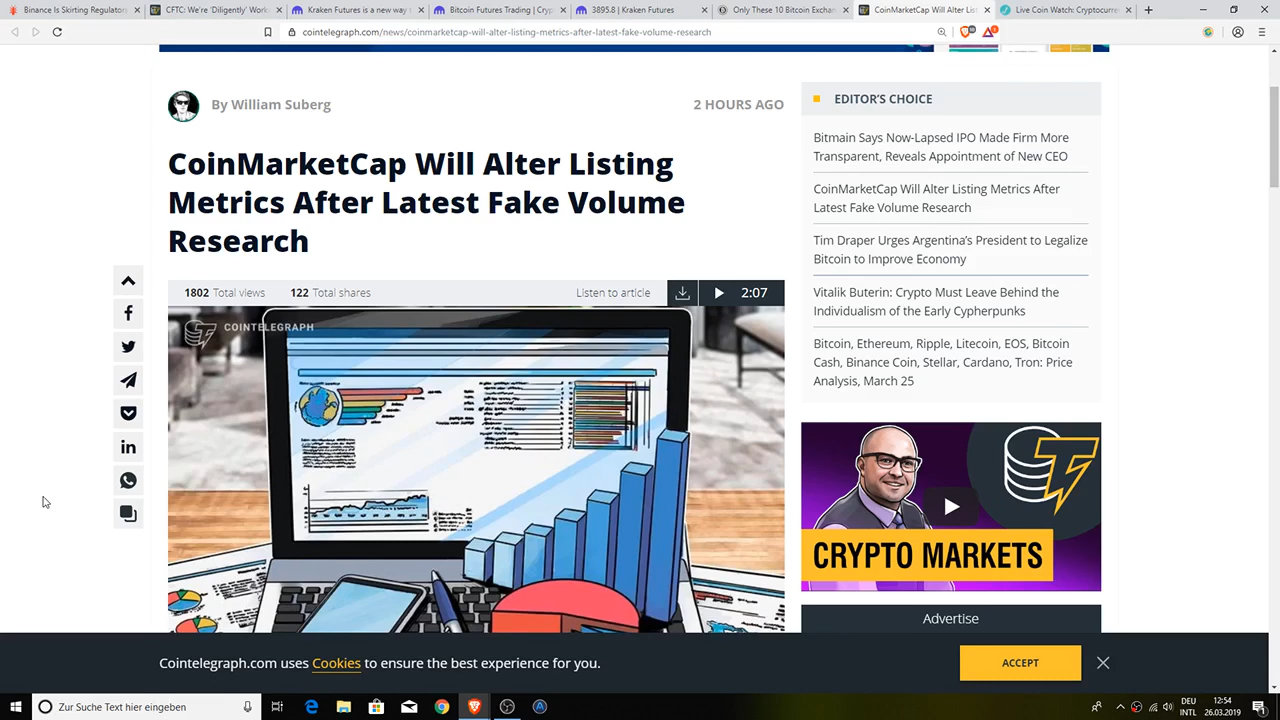 Binance Is Skirting Regulators
CFTC: We're 'Diligently' Work
Kraken Futures is a new way
Bitcoin Futures Trading | Cryp
3895.8 | Kraken Futures
Only These 10 Bitcoin Exchan
CoinMarketCap Will Alter List
Live Coin Watch: Cryptocurre
cointelegraph.com/news/coinmarketcap-will-alter-listing-metrics-after-latest-fake-volume-research
By William Suberg
2 HOURS AGO
CoinMarketCap Will Alter Listing
Metrics After Latest Fake Volume
Research
1802 Total views
122 Total shares
Listen to article
2:07
COINTELEGRAPH
EDITOR'S CHOICE
Bitmain Says Now-Lapsed IPO Made Firm More
Transparent, Reveals Appointment of New CEO
CoinMarketCap Will Alter Listing Metrics After
Latest Fake Volume Research
Tim Draper Urges Argentina's President to Legalize
Bitcoin to Improve Economy
Vitalik Buterin: Crypto Must Leave Behind the
Individualism of the Early Cypherpunks
Bitcoin, Ethereum, Ripple, Litecoin, EOS, Bitcoin
Cash, Binance Coin, Stellar, Cardano, Tron: Price
Analysis, March 25
CRYPTO MARKETS
Advertise
Cointelegraph.com uses Cookies to ensure the best experience for you.
ACCEPT
Zur Suche Text hier eingeben
DEU
INTL
12:54
26.03.2019